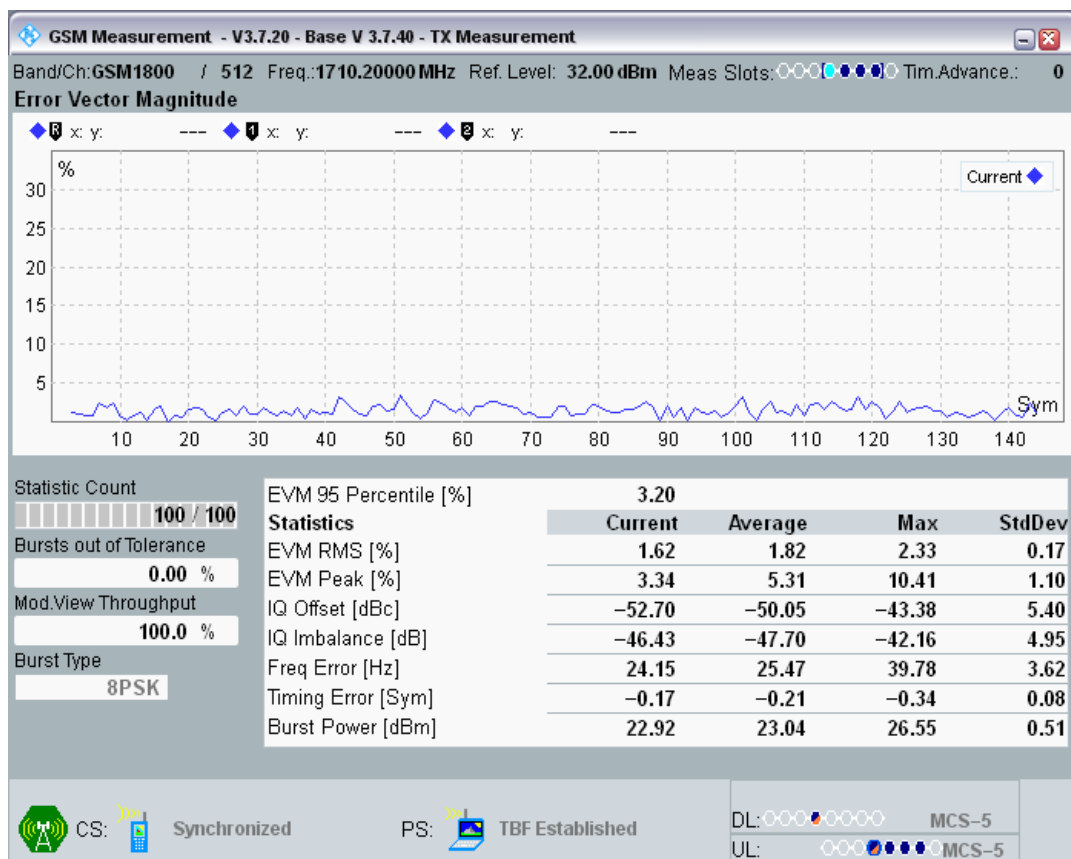 GSM Measurement - V3.7.20 - Base V 3.7.40 - TX Measurement
Band/Ch:GSM1800 / 512 Freq.:1710.20000 MHz Ref. Level: 32.00 dBm Meas Slots: Tim.Advance.: 0
Error Vector Magnitude
R x: y: --- 1 x: y: --- 2 x: y: ---
%
Current
30
25
20
15
10
5
Sym
10 20 30 40 50 60 70 80 90 100 110 120 130 140
Statistic Count
100 / 100
Bursts out of Tolerance
0.00 %
Mod.View Throughput
100.0 %
Burst Type
8PSK
EVM 95 Percentile [%] 3.20
Statistics Current Average Max StdDev
EVM RMS [%] 1.62 1.82 2.33 0.17
EVM Peak [%] 3.34 5.31 10.41 1.10
IQ Offset [dBc] −52.70 −50.05 −43.38 5.40
IQ Imbalance [dB] −46.43 −47.70 −42.16 4.95
Freq Error [Hz] 24.15 25.47 39.78 3.62
Timing Error [Sym] −0.17 −0.21 −0.34 0.08
Burst Power [dBm] 22.92 23.04 26.55 0.51
CS: Synchronized PS: TBF Established
DL: MCS−5
UL: MCS−5